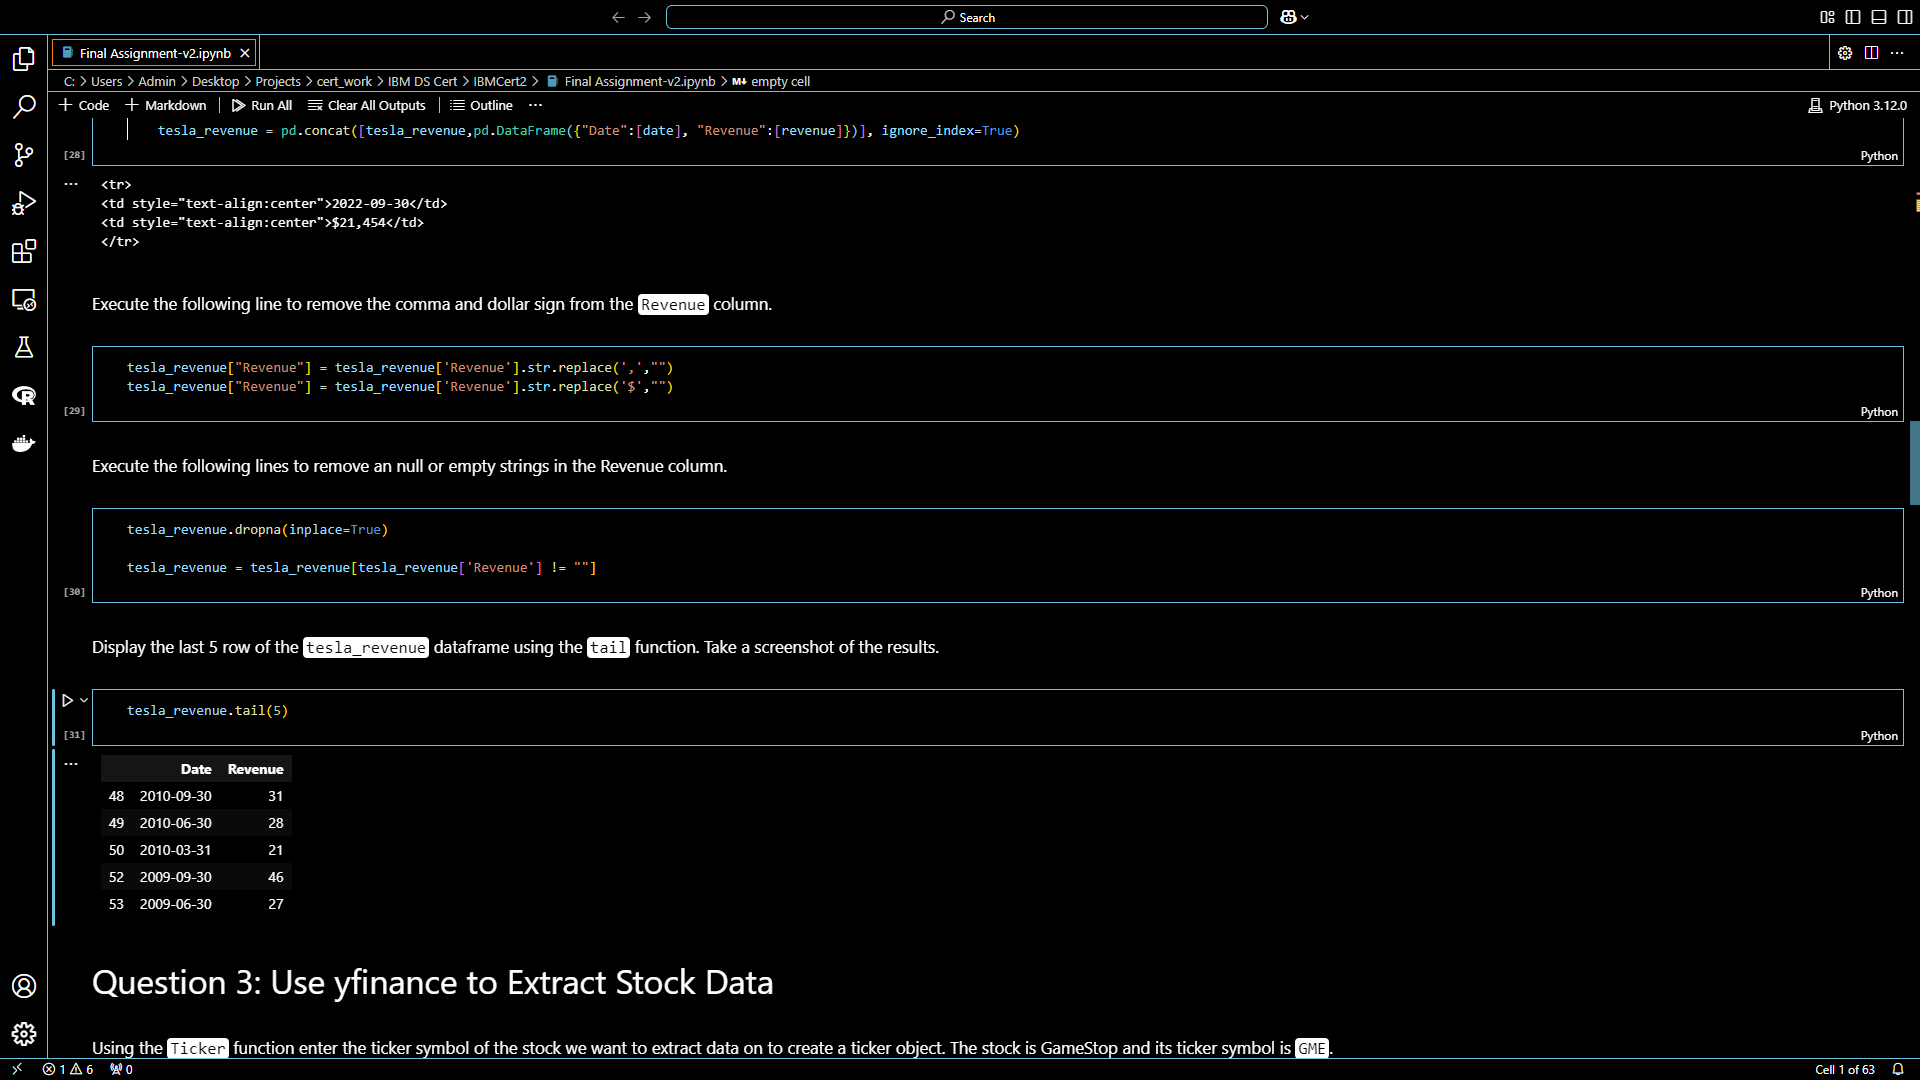 Search
Final Assignment-v2.ipynb
C: > Users > Admin > Desktop > Projects > cert_work > IBM DS Cert > IBMCert2 > Final Assignment-v2.ipynb > M↓ empty cell
+ Code + Markdown | Run All Clear All Outputs | Outline ··· Python 3.12.0
tesla_revenue = pd.concat([tesla_revenue,pd.DataFrame({"Date":[date], "Revenue":[revenue]})], ignore_index=True)
[28] Python
<tr>
<td style="text-align:center">2022-09-30</td>
<td style="text-align:center">$21,454</td>
</tr>
Execute the following line to remove the comma and dollar sign from the Revenue column.
tesla_revenue["Revenue"] = tesla_revenue['Revenue'].str.replace(',',"")
tesla_revenue["Revenue"] = tesla_revenue['Revenue'].str.replace('$',"")
[29] Python
Execute the following lines to remove an null or empty strings in the Revenue column.
tesla_revenue.dropna(inplace=True)
tesla_revenue = tesla_revenue[tesla_revenue['Revenue'] != ""]
[30] Python
Display the last 5 row of the tesla_revenue dataframe using the tail function. Take a screenshot of the results.
tesla_revenue.tail(5)
[31] Python
Date Revenue
48 2010-09-30 31
49 2010-06-30 28
50 2010-03-31 21
52 2009-09-30 46
53 2009-06-30 27
Question 3: Use yfinance to Extract Stock Data
Using the Ticker function enter the ticker symbol of the stock we want to extract data on to create a ticker object. The stock is GameStop and its ticker symbol is GME.
1 6 0 Cell 1 of 63